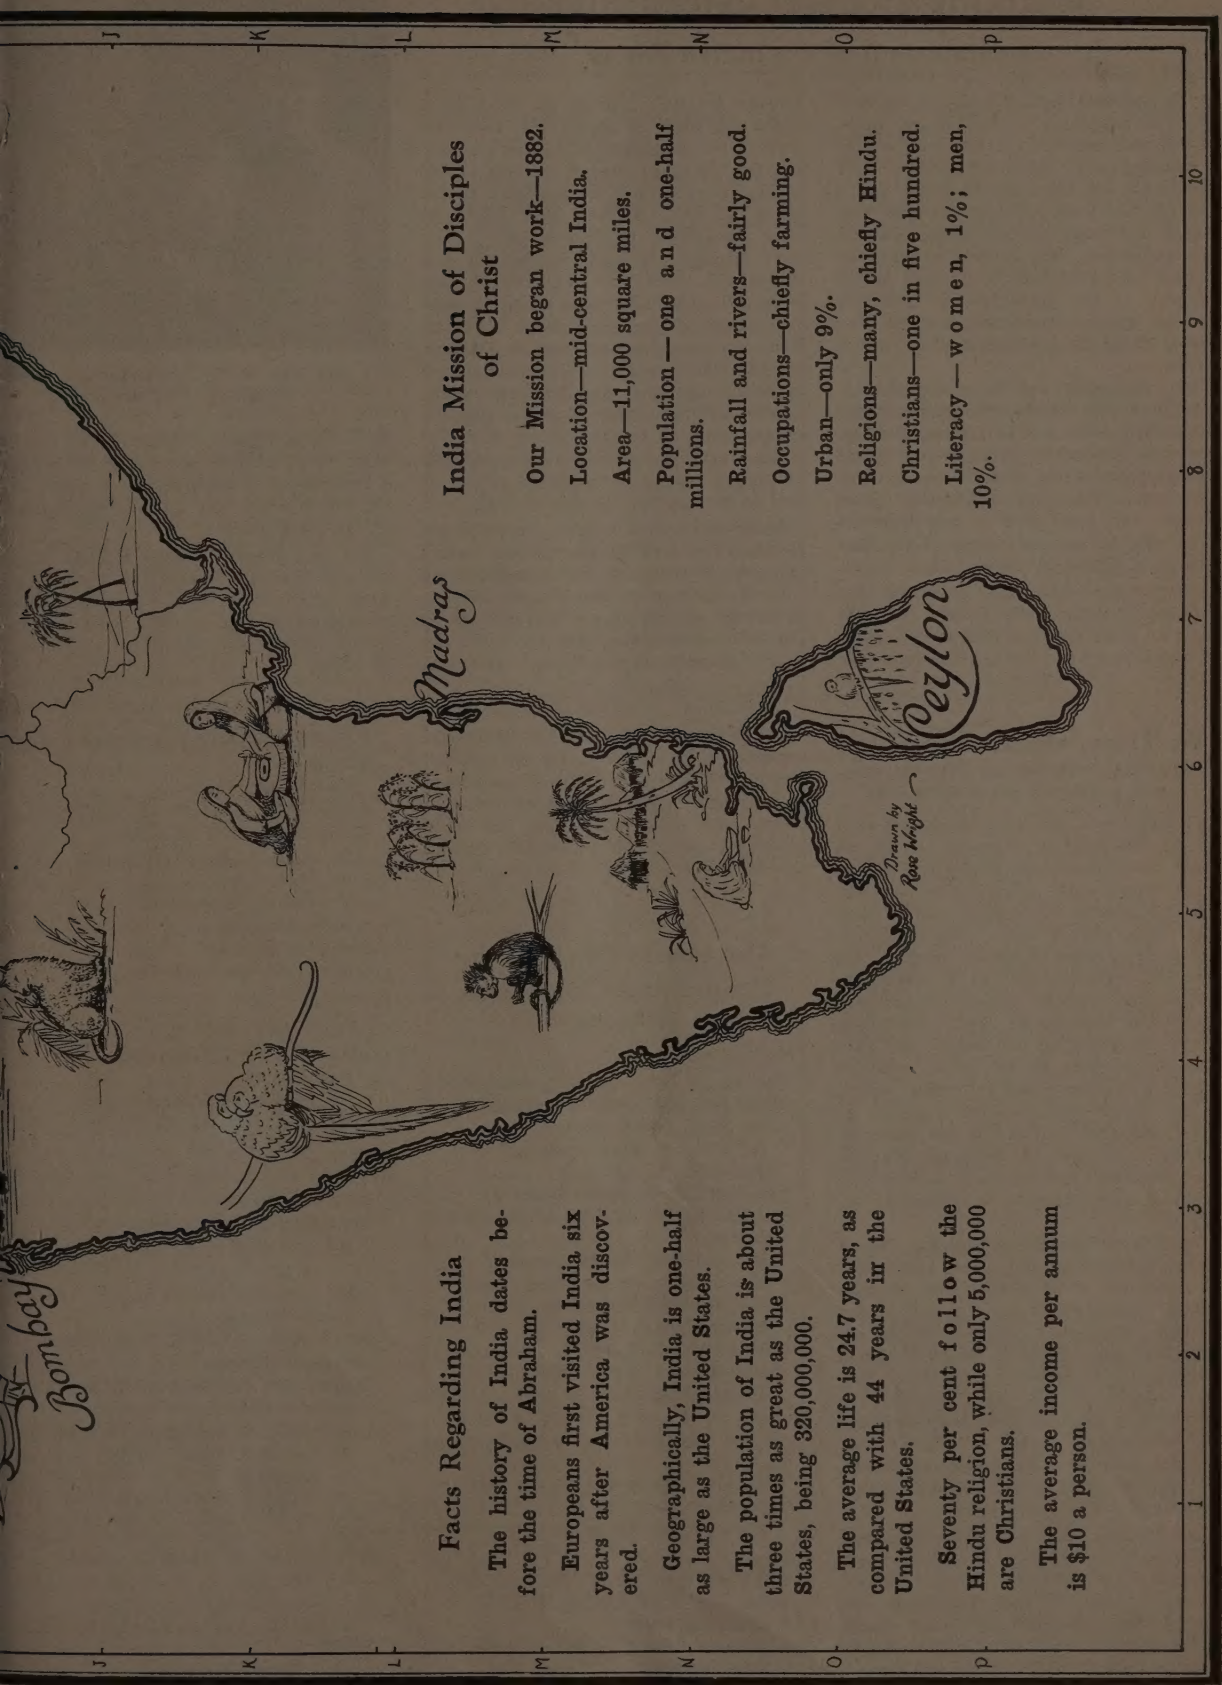 Bombay
Facts Regarding India
The history of India dates be-
fore the time of Abraham.
Europeans first visited India six
years after America was discov-
ered.
Geographically, India is one-half
as large as the United States.
The population of India is about
three times as great as the United
States, being 320,000,000.
The average life is 24.7 years, as
compared with 44 years in the
United States.
Seventy per cent follow the
Hindu religion, while only 5,000,000
are Christians.
The average income per annum
is $10 a person.
Madras
Ceylon
Drawn by
Rose Wright
India Mission of Disciples
of Christ
Our Mission began work—1882.
Location—mid-central India.
Area—11,000 square miles.
Population — one and one-half
millions.
Rainfall and rivers—fairly good.
Occupations—chiefly farming.
Urban—only 9%.
Religions—many, chiefly Hindu.
Christians—one in five hundred.
Literacy — women, 1%; men,
10%.
J
K
L
M
N
O
P
J
K
L
M
N
O
P
1 2 3 4 5 6 7 8 9 10